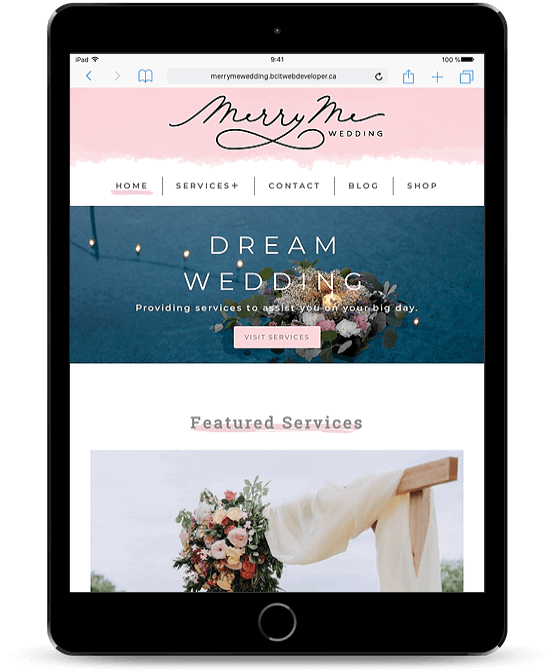 iPad 9:41 100 %
merrymewedding.bcitwebdeveloper.ca
Merry Me
WEDDING
HOME SERVICES+ CONTACT BLOG SHOP
DREAM
WEDDING
Providing services to assist you on your big day.
VISIT SERVICES
Featured Services